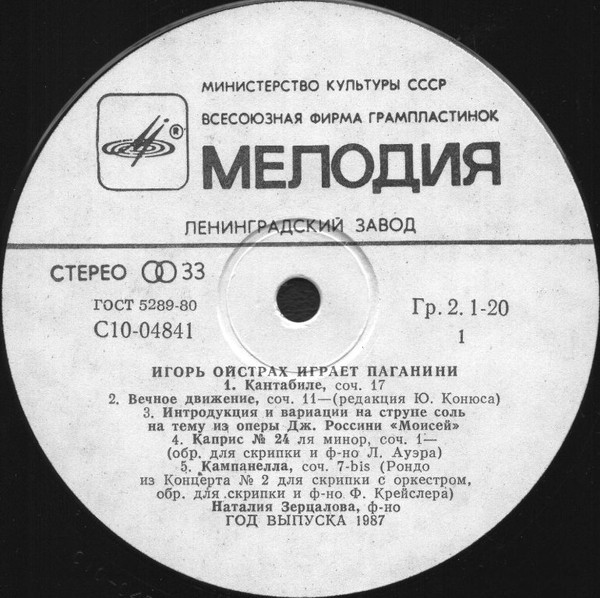 МИНИСТЕРСТВО КУЛЬТУРЫ СССР
ВСЕСОЮЗНАЯ ФИРМА ГРАМПЛАСТИНОК
®
МЕЛОДИЯ
ЛЕНИНГРАДСКИЙ ЗАВОД
СТЕРЕО 33
ГОСТ 5289-80
Гр. 2. 1-20
С10-04841
1
ИГОРЬ ОЙСТРАХ ИГРАЕТ ПАГАНИНИ
1. Кантабиле, соч. 17
2. Вечное движение, соч. 11—(редакция Ю. Конюса)
3. Интродукция и вариации на струне соль
на тему из оперы Дж. Россини «Моисей»
4. Каприс № 24 ля минор, соч. 1—
(обр. для скрипки и ф-но Л. Ауэра)
5. Кампанелла, соч. 7-bis (Рондо
из Концерта № 2 для скрипки с оркестром,
обр. для скрипки и ф-но Ф. Крейслера)
Наталия Зерцалова, ф-но
ГОД ВЫПУСКА 1987